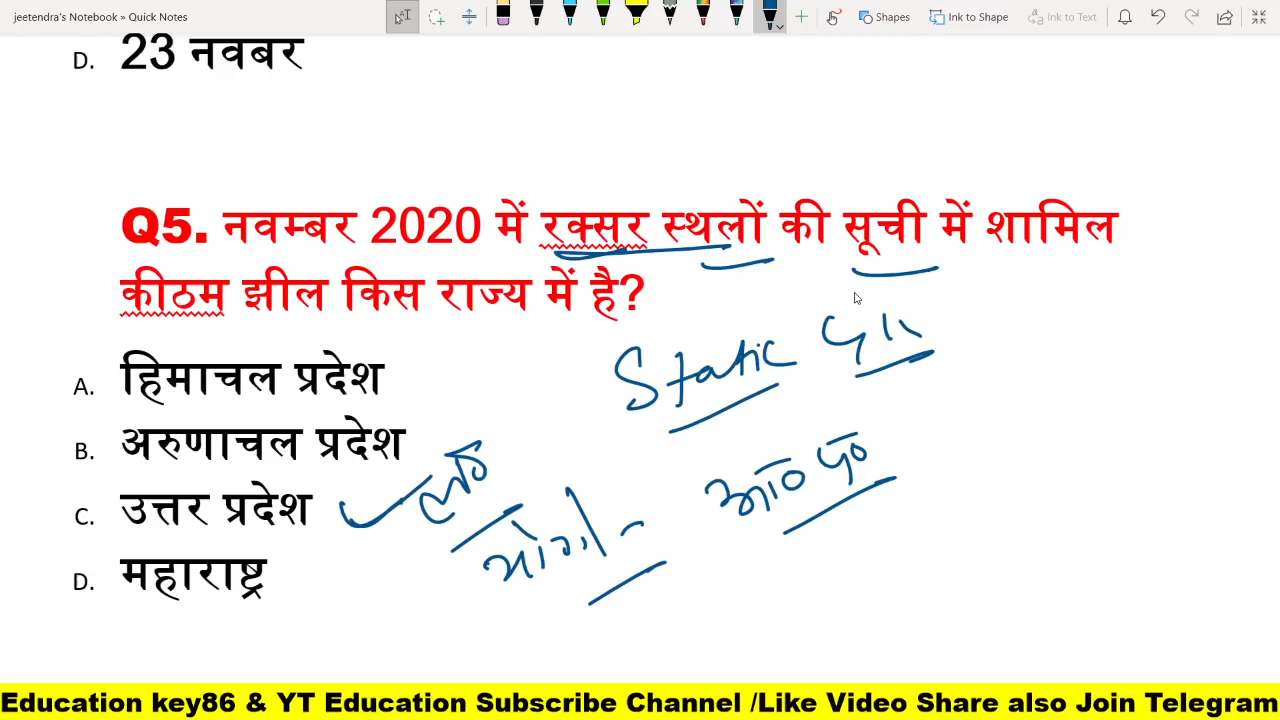 jeetendra's Notebook » Quick Notes
Shapes Ink to Shape Ink to Text
D. 23 नवबर
Q5. नवम्बर 2020 में रक्सर स्थलों की सूची में शामिल
कीठम झील किस राज्य में है?
Static
A. हिमाचल प्रदेश
B. अरुणाचल प्रदेश
C. उत्तर प्रदेश
D. महाराष्ट्र
Education key86 & YT Education Subscribe Channel /Like Video Share also Join Telegram